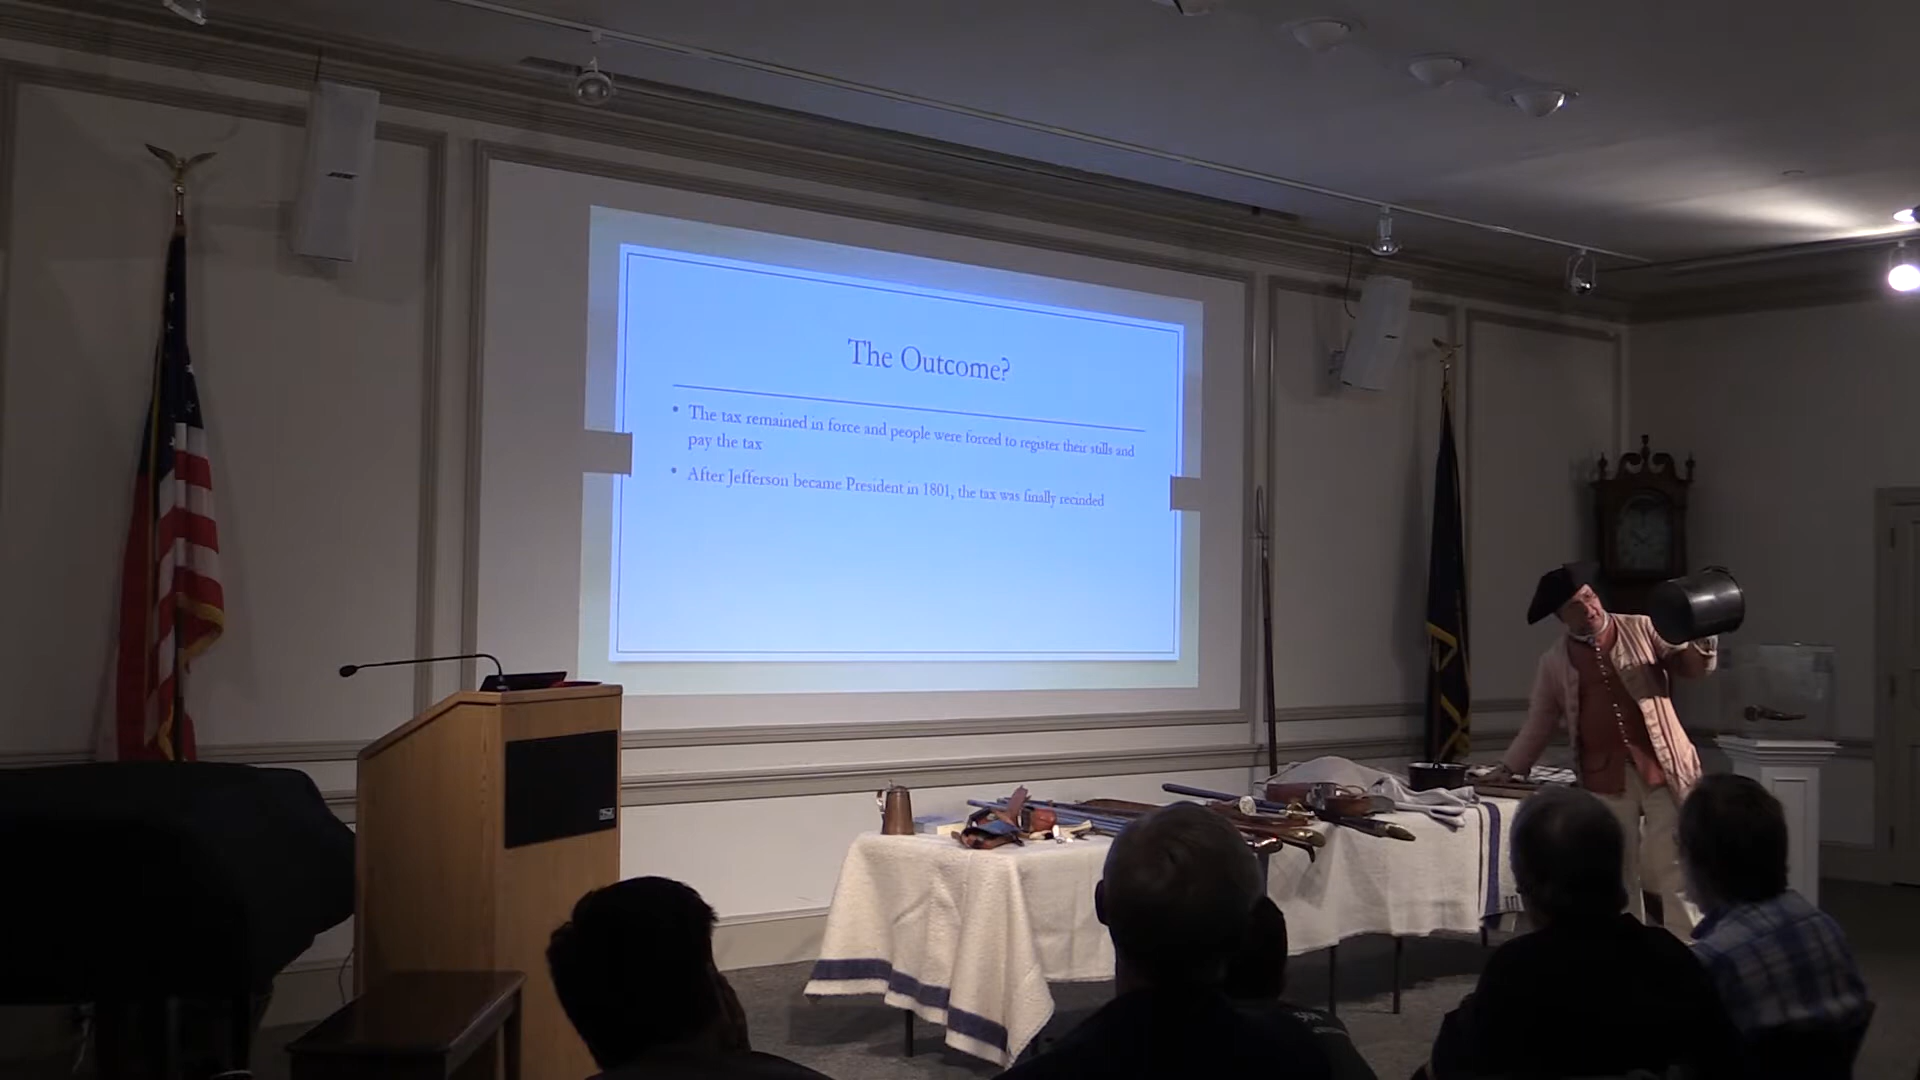 The Outcome?
• The tax remained in force and people were forced to register their stills and
pay the tax
• After Jefferson became President in 1801, the tax was finally recinded